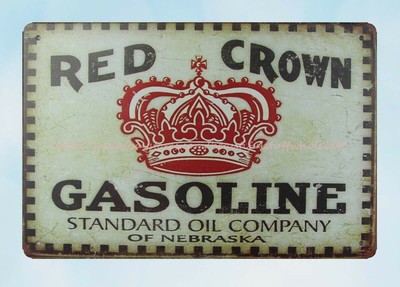 RED CROWN
GASOLINE
STANDARD OIL COMPANY
OF NEBRASKA